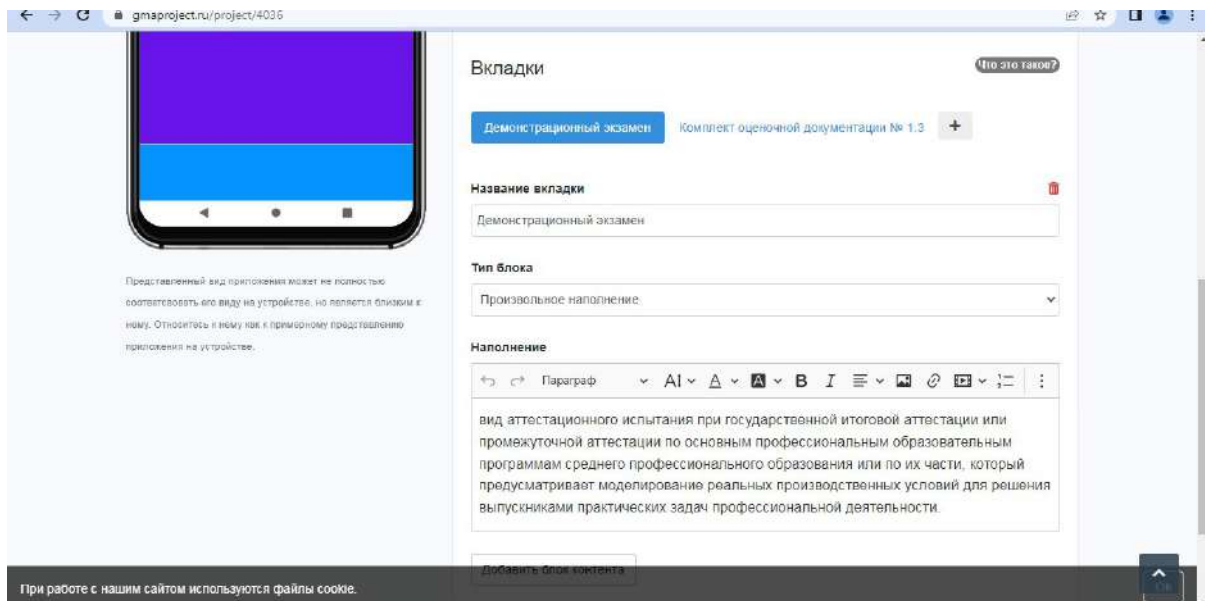 gmaproject.ru/project/4036
Вкладки
Что это такое?
Демонстрационный экзамен
Комплект оценочной документации № 1.3
+
Название вкладки
Демонстрационный экзамен
Тип блока
Произвольное наполнение
Представленный вид приложения может не полностью
соответсвовать его виду на устройстве, но является близким к
нему. Относитесь к нему как к примерному представлению
приложения на устройстве.
Наполнение
Параграф
AI A A B I
вид аттестационного испытания при государственной итоговой аттестации или
промежуточной аттестации по основным профессиональным образовательным
программам среднего профессионального образования или по их части, который
предусматривает моделирование реальных производственных условий для решения
выпускниками практических задач профессиональной деятельности.
Добавить блок контента
При работе с нашим сайтом используются файлы cookie.
Ок